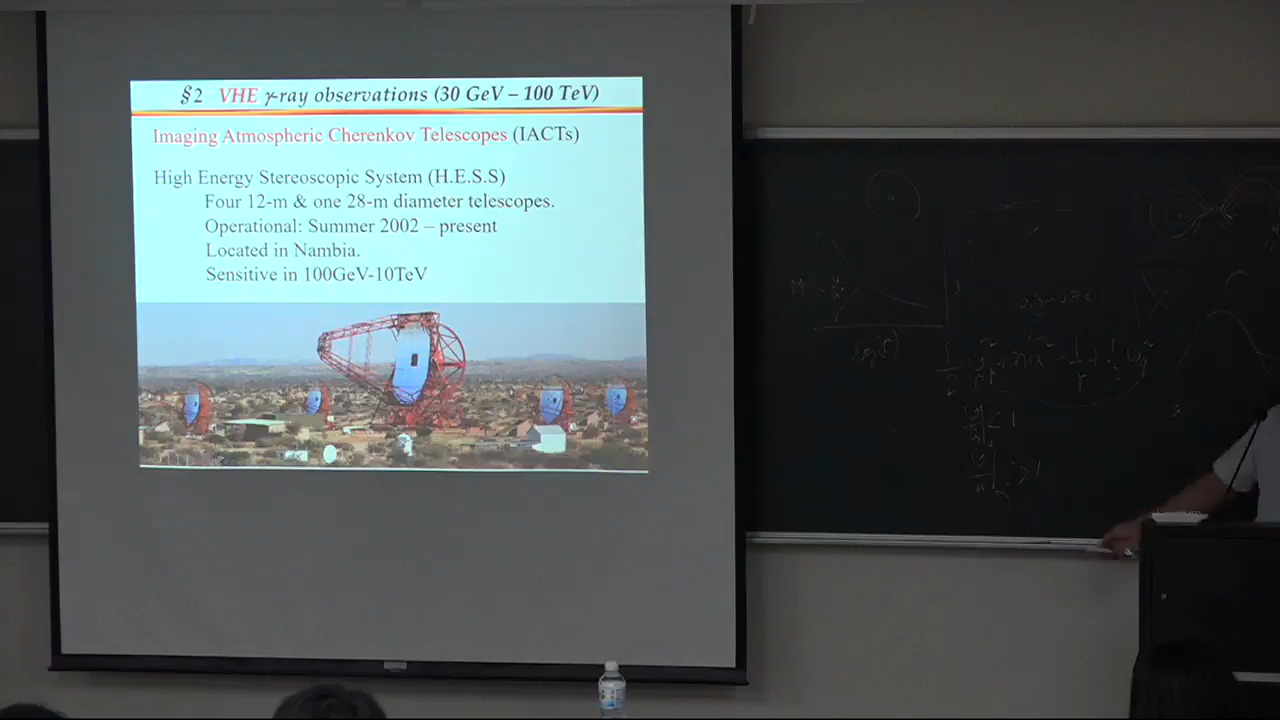 §2 VHE γ-ray observations (30 GeV – 100 TeV)
Imaging Atmospheric Cherenkov Telescopes (IACTs)
High Energy Stereoscopic System (H.E.S.S)
Four 12-m & one 28-m diameter telescopes.
Operational: Summer 2002 – present
Located in Nambia.
Sensitive in 100GeV-10TeV
log(r)